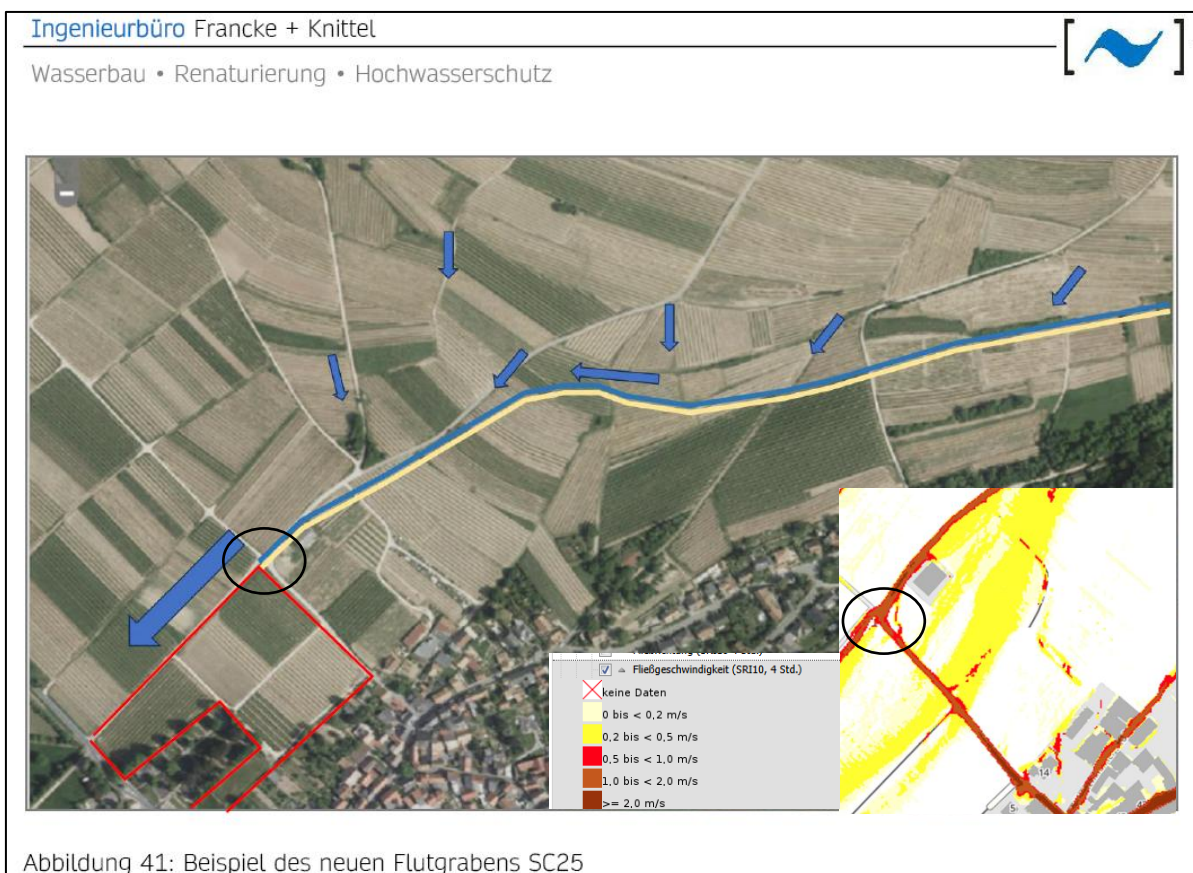 Ingenieurbüro Francke + Knittel
Wasserbau • Renaturierung • Hochwasserschutz
Fließgeschwindigkeit (SRI10, 4 Std.)
keine Daten
0 bis < 0,2 m/s
0,2 bis < 0,5 m/s
0,5 bis < 1,0 m/s
1,0 bis < 2,0 m/s
>= 2,0 m/s
14
5
Abbildung 41: Beispiel des neuen Flutgrabens SC25